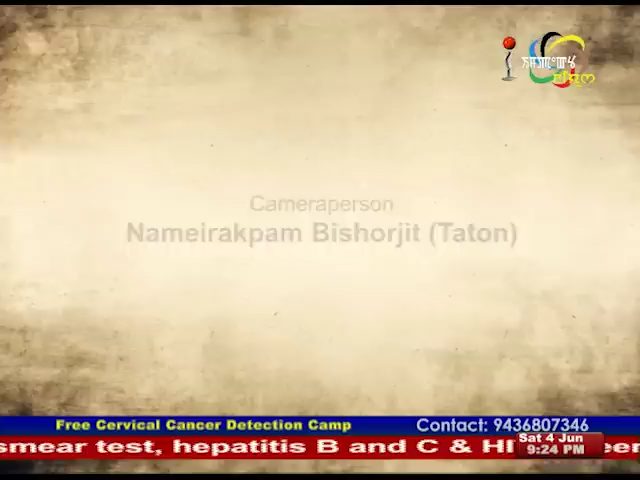 Cameraperson
Nameirakpam Bishorjit (Taton)
Free Cervical Cancer Detection Camp
Contact: 9436807346
smear test, hepatitis B and C &
Sat 4 Jun
9:24 PM